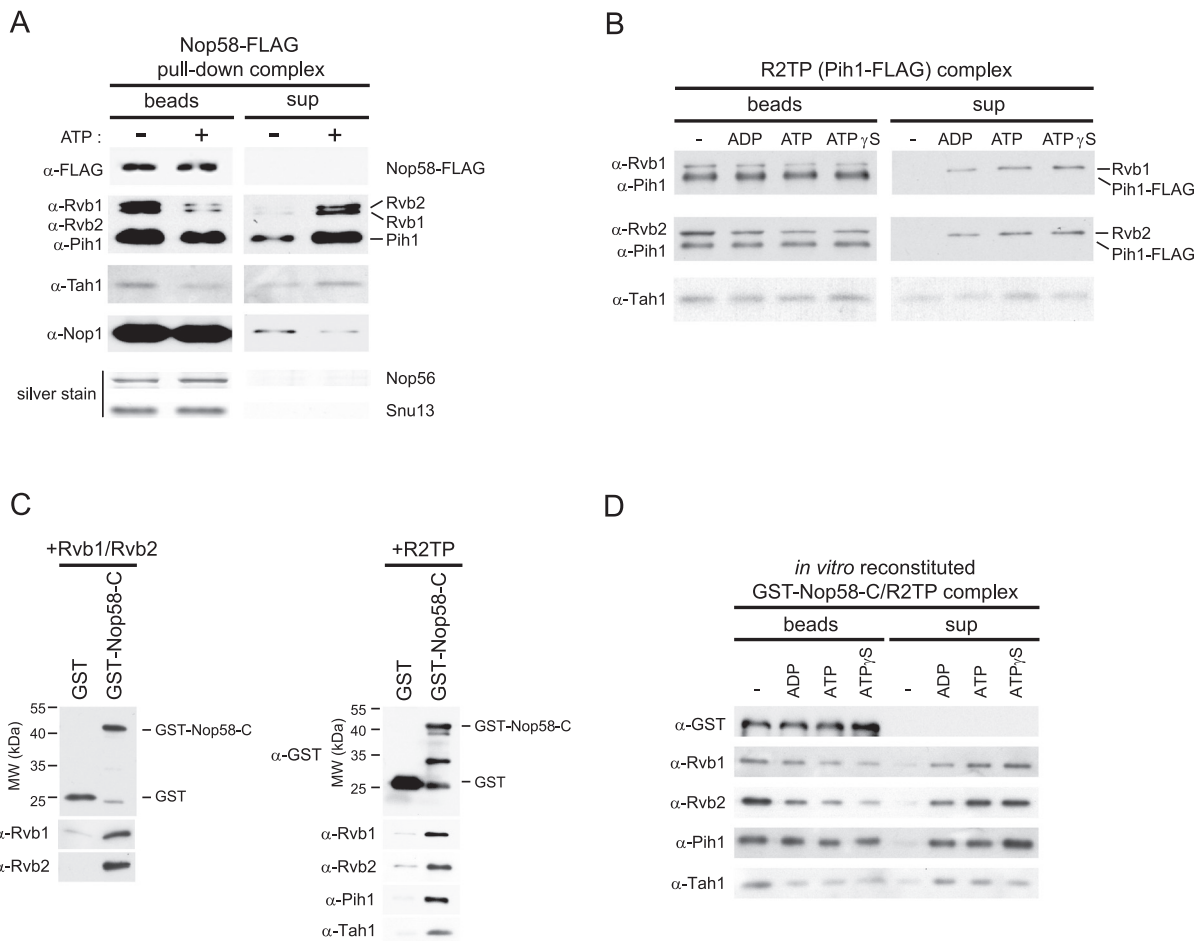 A
Nop58-FLAG
pull-down complex
beads sup
ATP : - + - +
α-FLAG Nop58-FLAG
α-Rvb1 Rvb2
α-Rvb2 Rvb1
α-Pih1 Pih1
α-Tah1
α-Nop1
silver stain Nop56
Snu13
B
R2TP (Pih1-FLAG) complex
beads sup
- ADP ATP ATPγS - ADP ATP ATPγS
α-Rvb1 Rvb1
α-Pih1 Pih1-FLAG
α-Rvb2 Rvb2
α-Pih1 Pih1-FLAG
α-Tah1
C
+Rvb1/Rvb2
GST
GST-Nop58-C
MW (kDa)
55
40 GST-Nop58-C
35
25 GST
α-Rvb1
α-Rvb2
+R2TP
GST
GST-Nop58-C
α-GST
MW (kDa)
55
40 GST-Nop58-C
35
25 GST
α-Rvb1
α-Rvb2
α-Pih1
α-Tah1
D
in vitro reconstituted
GST-Nop58-C/R2TP complex
beads sup
- ADP ATP ATPγS - ADP ATP ATPγS
α-GST
α-Rvb1
α-Rvb2
α-Pih1
α-Tah1